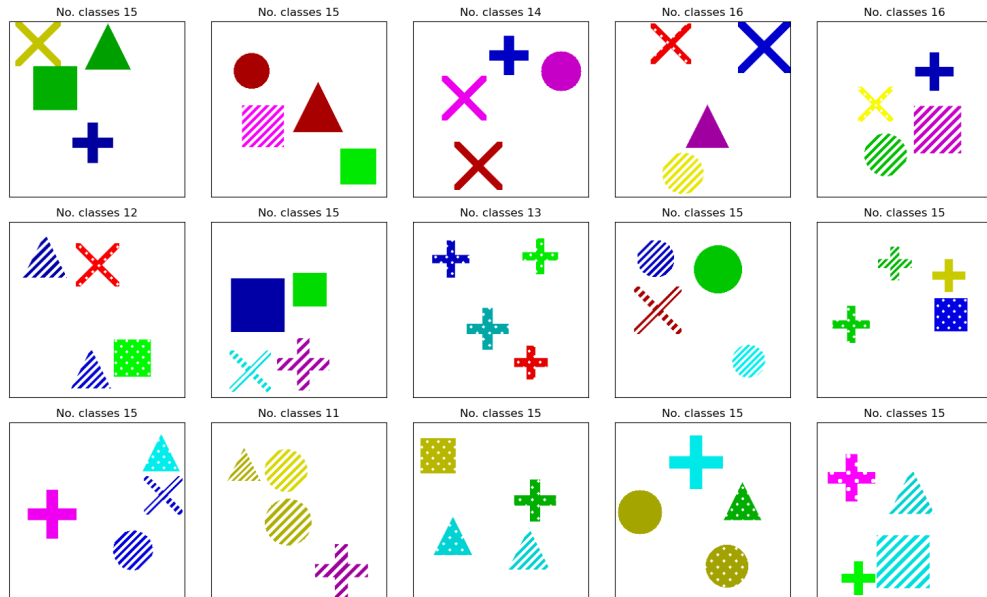 No. classes 15
No. classes 15
No. classes 14
No. classes 16
No. classes 16
No. classes 12
No. classes 15
No. classes 13
No. classes 15
No. classes 15
No. classes 15
No. classes 11
No. classes 15
No. classes 15
No. classes 15